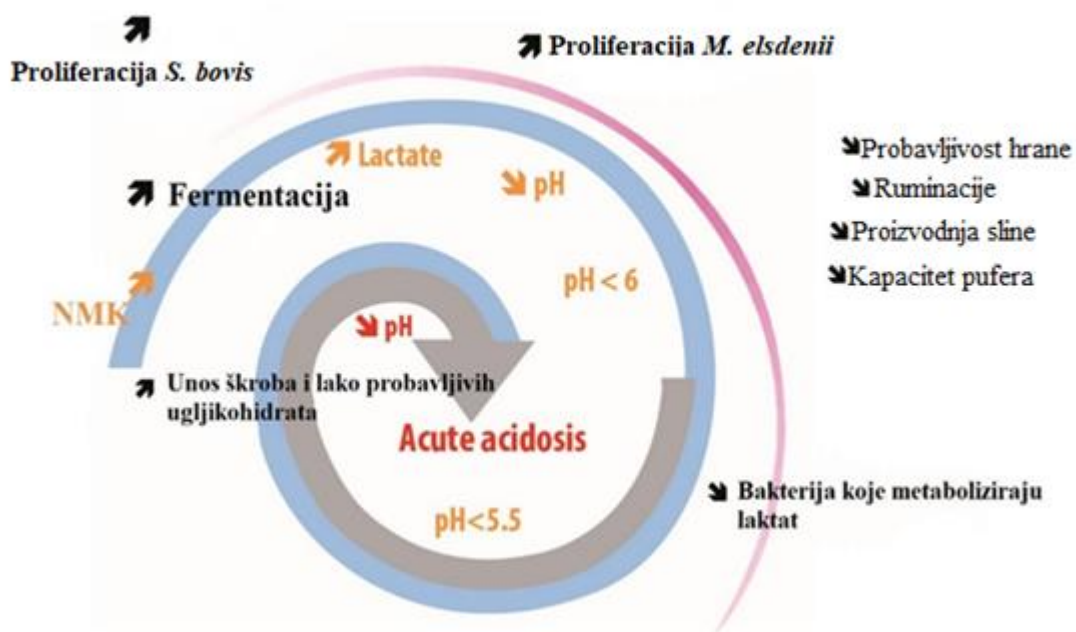 Proliferacija S. bovis
Proliferacija M. elsdenii
Lactate
pH
Fermentacija
pH < 6
NMK
pH
Unos škroba i lako probavljivih
ugljikohidrata
Acute acidosis
pH<5.5
Probavljivost hrane
Ruminacije
Proizvodnja sline
Kapacitet pufera
Bakterija koje metaboliziraju
laktat